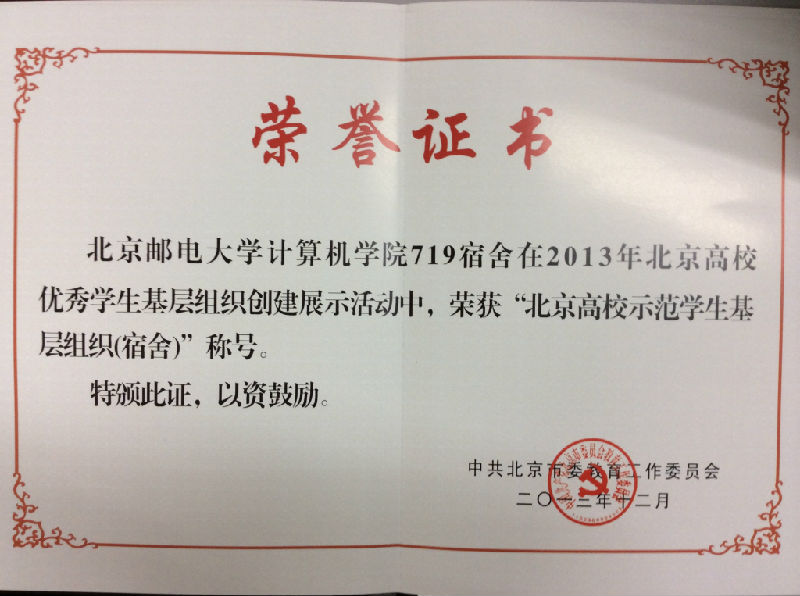 荣誉证书
北京邮电大学计算机学院719宿舍在2013年北京高校
优秀学生基层组织创建展示活动中，荣获“北京高校示范学生基
层组织(宿舍)”称号。
特颁此证，以资鼓励。
中共北京市委教育工作委员会
二〇一三年十二月